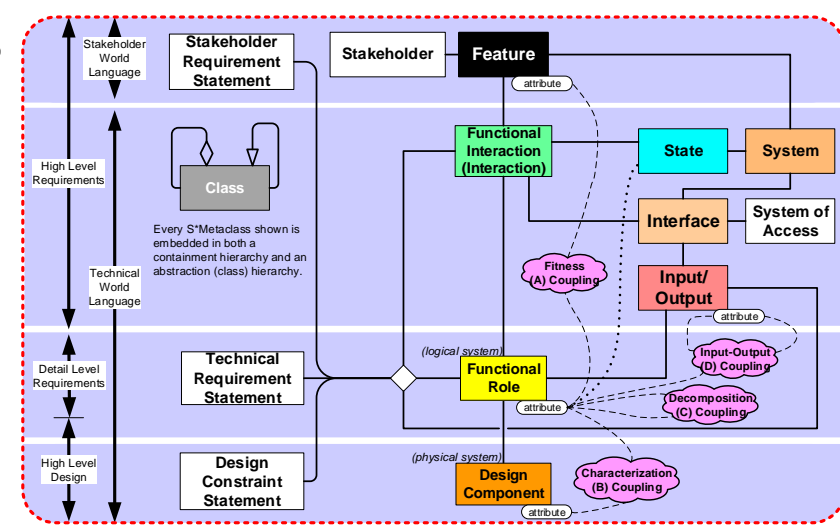 Stakeholder
World
Language
Stakeholder
Requirement
Statement
Stakeholder
Feature
attribute
High Level
Requirements
Class
Every S*Metaclass shown is
embedded in both a
containment hierarchy and an
abstraction (class) hierarchy.
Functional
Interaction
(Interaction)
State
System
Interface
System of
Access
Technical
World
Language
Fitness
(A) Coupling
Input/
Output
attribute
Detail Level
Requirements
Technical
Requirement
Statement
(logical system)
Functional
Role
attribute
Input-Output
(D) Coupling
Decomposition
(C) Coupling
High Level
Design
Design
Constraint
Statement
(physical system)
Design
Component
attribute
Characterization
(B) Coupling